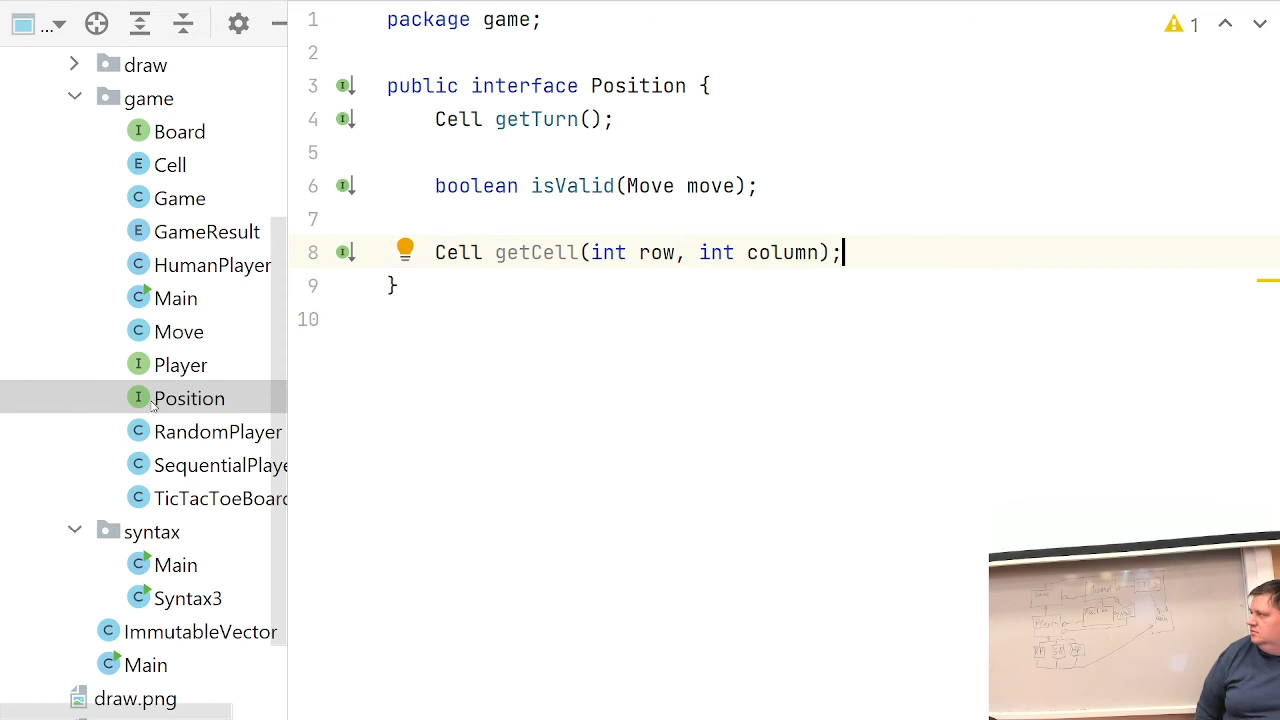 ...
draw
game
Board
Cell
Game
GameResult
HumanPlayer
Main
Move
Player
Position
RandomPlayer
SequentialPlaye
TicTacToeBoard
syntax
Main
Syntax3
ImmutableVector
Main
draw.png
1 package game;
2
3 public interface Position {
4 Cell getTurn();
5
6 boolean isValid(Move move);
7
8 Cell getCell(int row, int column);
9 }
10
1